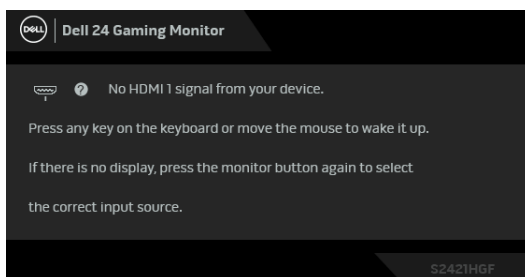 DELL
Dell 24 Gaming Monitor
? No HDMI 1 signal from your device.
Press any key on the keyboard or move the mouse to wake it up.
If there is no display, press the monitor button again to select
the correct input source.
S2421HGF